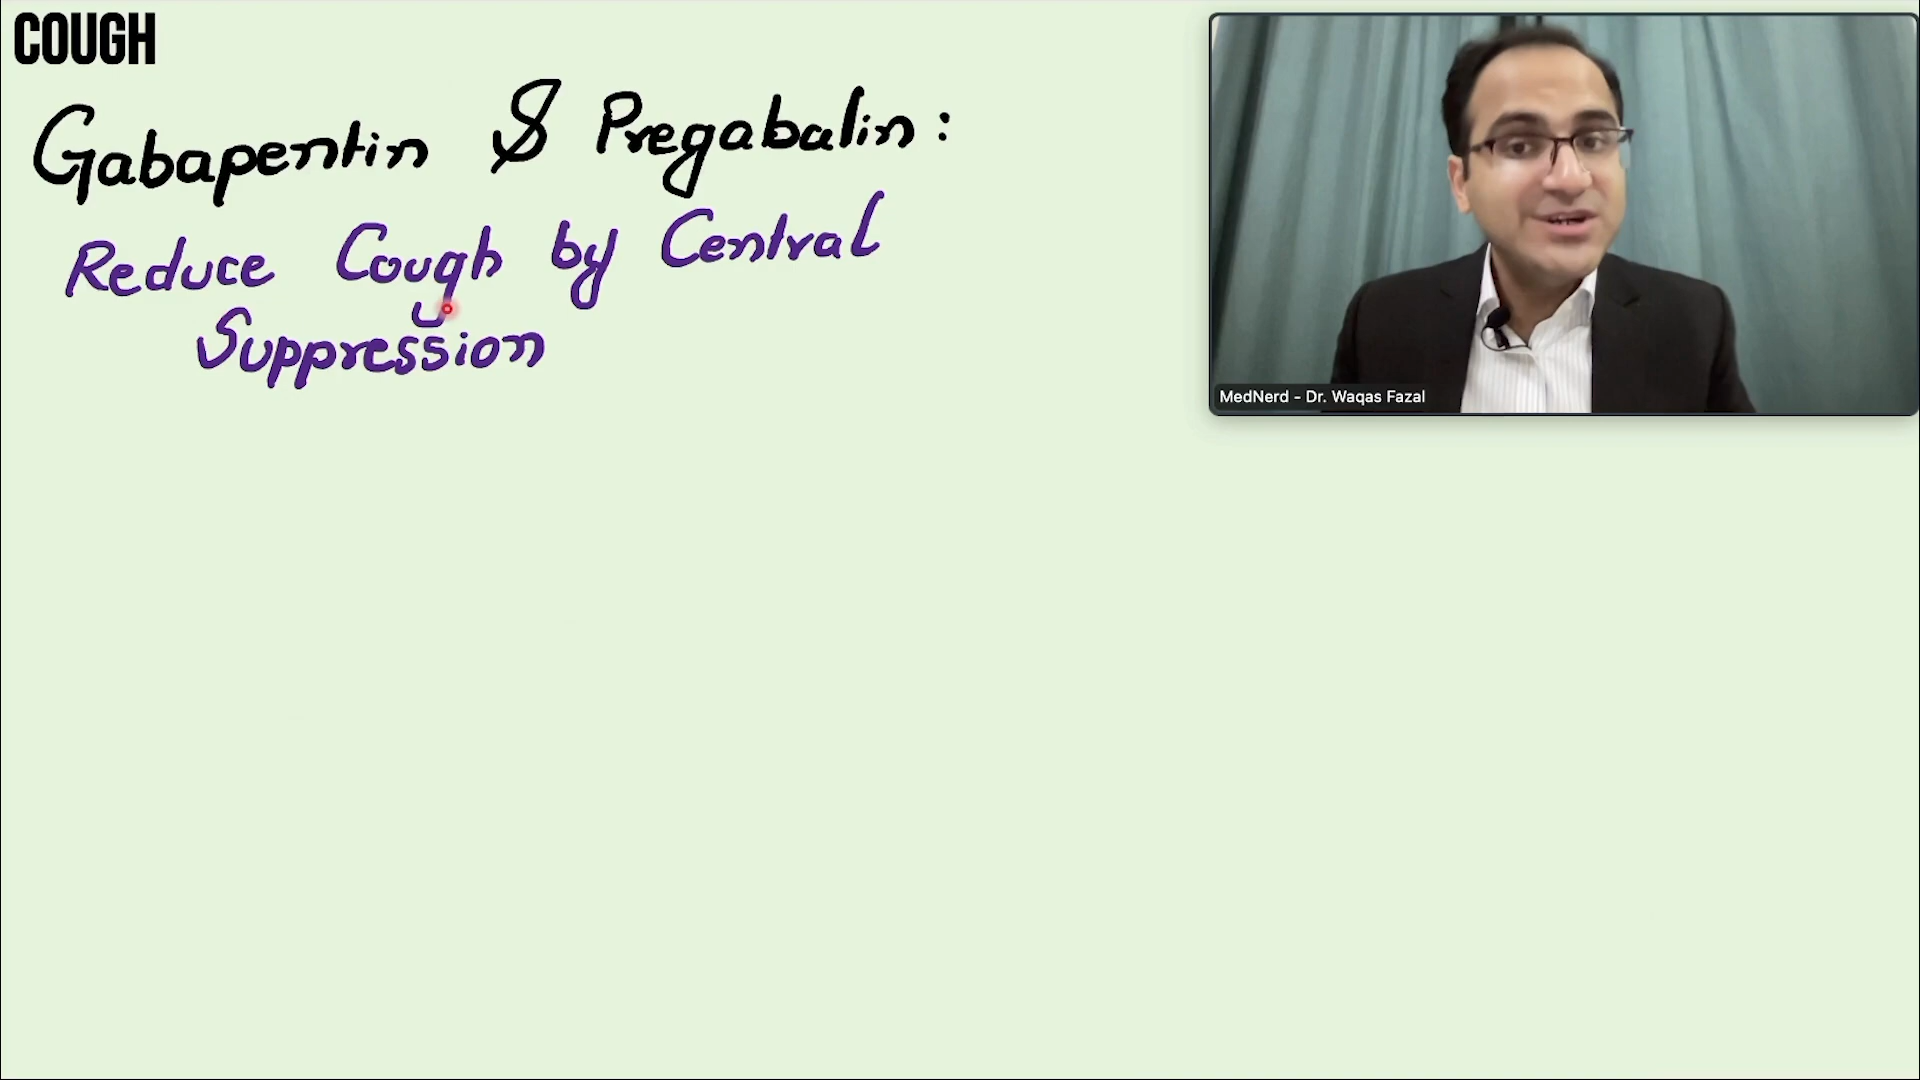 COUGH
Gabapentin & Pregabalin:
Reduce Cough by Central
Suppression
MedNerd - Dr. Waqas Fazal